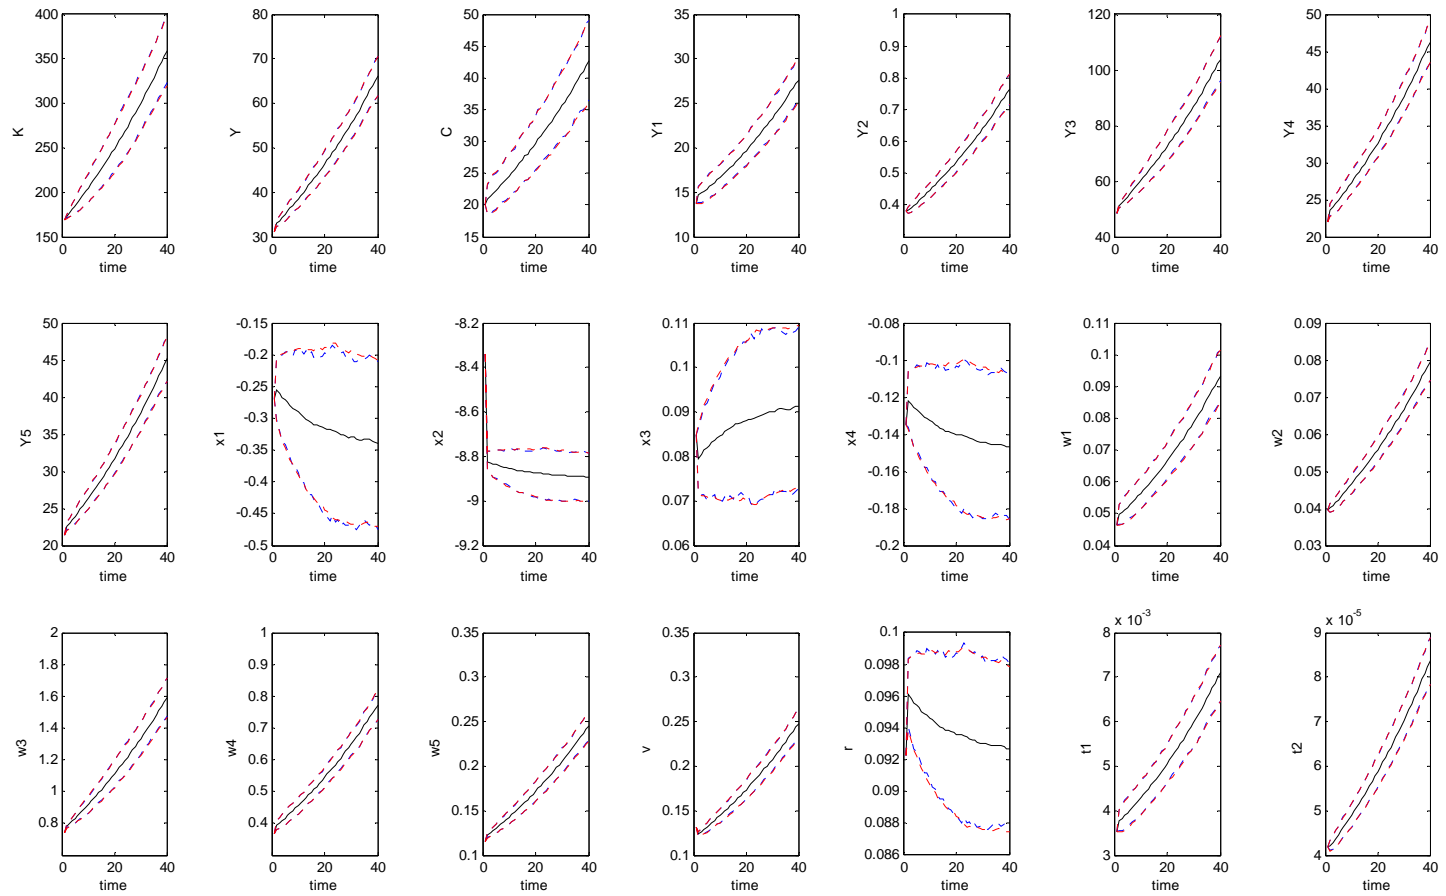 400
350
300
250
200
150
K
0 20 40
time
80
70
60
50
40
30
Y
0 20 40
time
50
45
40
35
30
25
20
15
C
0 20 40
time
35
30
25
20
15
10
Y1
0 20 40
time
1
0.9
0.8
0.7
0.6
0.5
0.4
Y2
0 20 40
time
120
100
80
60
40
Y3
0 20 40
time
50
45
40
35
30
25
20
Y4
0 20 40
time
50
45
40
35
30
25
20
Y5
0 20 40
time
-0.15
-0.2
-0.25
-0.3
-0.35
-0.4
-0.45
-0.5
x1
0 20 40
time
-8.2
-8.4
-8.6
-8.8
-9
-9.2
x2
0 20 40
time
0.11
0.1
0.09
0.08
0.07
0.06
x3
0 20 40
time
-0.08
-0.1
-0.12
-0.14
-0.16
-0.18
-0.2
x4
0 20 40
time
0.11
0.1
0.09
0.08
0.07
0.06
0.05
0.04
w1
0 20 40
time
0.09
0.08
0.07
0.06
0.05
0.04
0.03
w2
0 20 40
time
2
1.8
1.6
1.4
1.2
1
0.8
w3
0 20 40
time
1
0.9
0.8
0.7
0.6
0.5
0.4
w4
0 20 40
time
0.35
0.3
0.25
0.2
0.15
0.1
w5
0 20 40
time
0.35
0.3
0.25
0.2
0.15
0.1
v
0 20 40
time
0.1
0.098
0.096
0.094
0.092
0.09
0.088
0.086
r
0 20 40
time
x 10⁻³
8
7
6
5
4
3
t1
0 20 40
time
x 10⁻⁵
9
8
7
6
5
4
t2
0 20 40
time